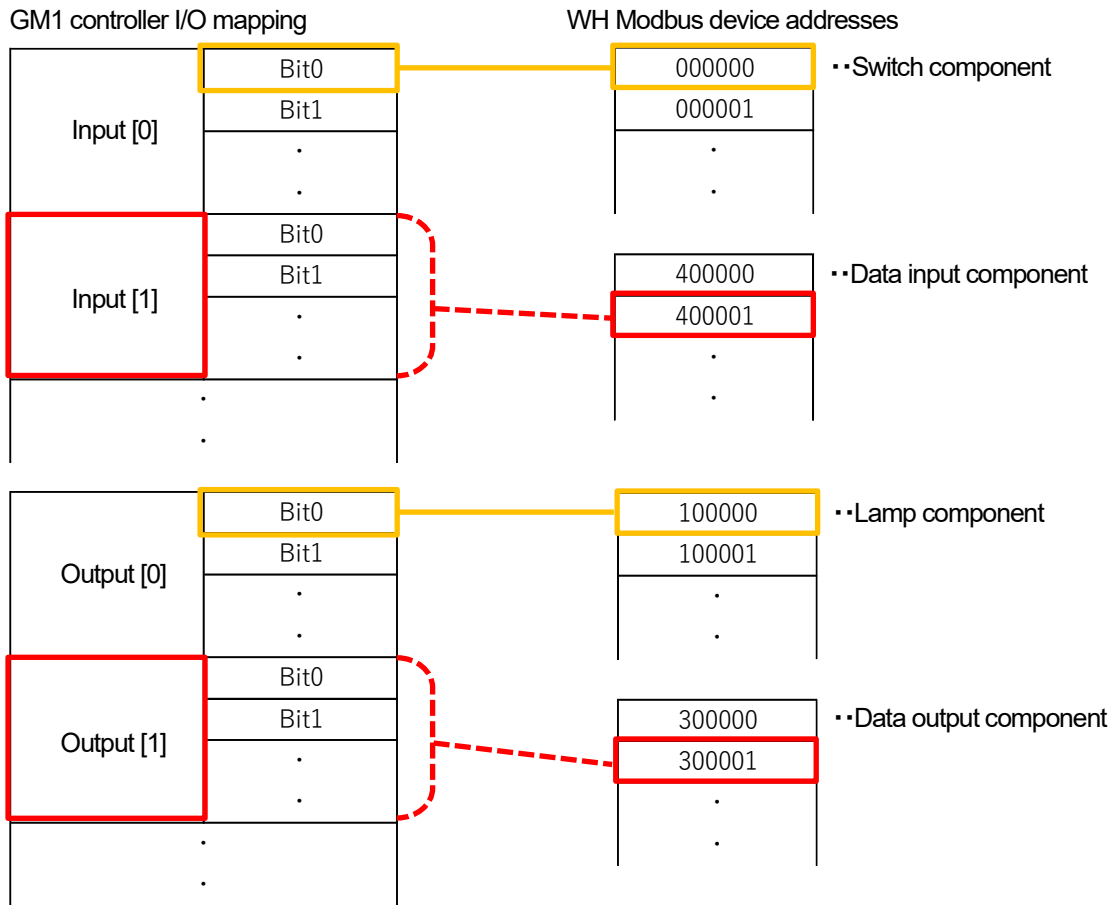 GM1 controller I/O mapping
WH Modbus device addresses
Input [0]
Bit0
Bit1
.
.
000000
000001
.
.
··Switch component
Input [1]
Bit0
Bit1
.
.
400000
400001
.
.
··Data input component
.
.
Output [0]
Bit0
Bit1
.
.
100000
100001
.
.
··Lamp component
Output [1]
Bit0
Bit1
.
.
300000
300001
.
.
··Data output component
.
.